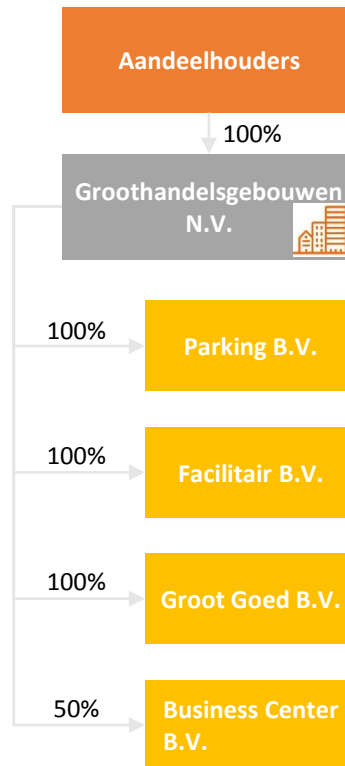 Aandeelhouders
100%
Groothandelsgebouwen
N.V.
100%
Parking B.V.
100%
Facilitair B.V.
100%
Groot Goed B.V.
50%
Business Center
B.V.